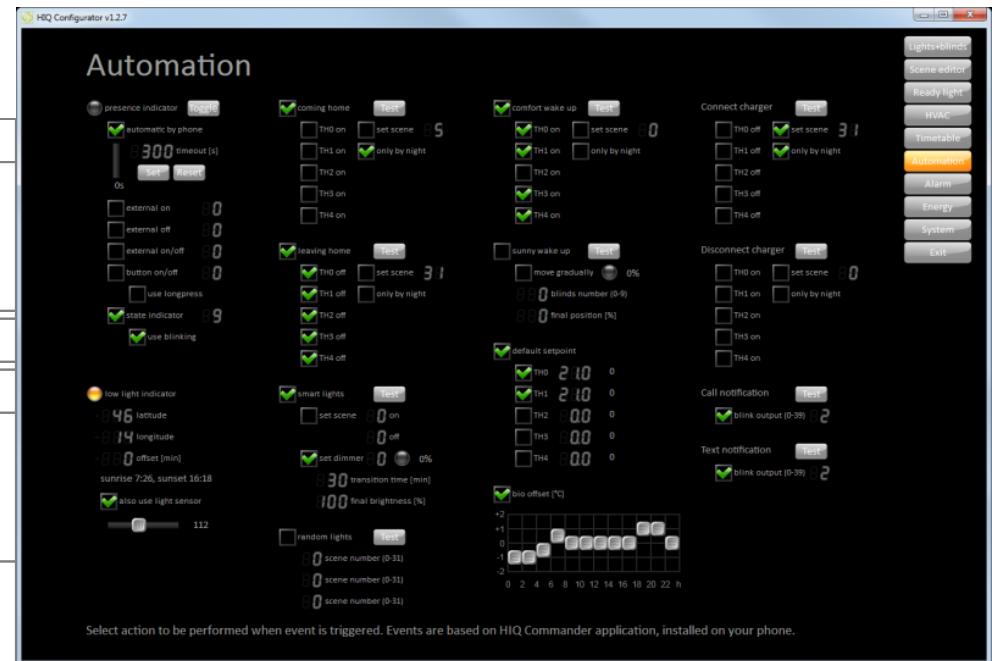 HIQ Configurator v1.2.7
Automation
presence indicator Toggle
automatic by phone
300 timeout [s]
Set Reset
0s
external on 0
external off 0
external on/off 0
button on/off 0
use longpress
state indicator 9
use blinking
low light indicator
46 latitude
14 longitude
0 offset [min]
sunrise 7:26, sunset 16:18
also use light sensor
112
coming home Test
TH0 on set scene 5
TH1 on only by night
TH2 on
TH3 on
TH4 on
leaving home Test
TH0 off set scene 31
TH1 off only by night
TH2 off
TH3 off
TH4 off
smart lights Test
set scene 0 on
0 off
set dimmer 0 0%
30 transition time [min]
100 final brightness [%]
random lights Test
0 scene number (0-31)
0 scene number (0-31)
0 scene number (0-31)
comfort wake up Test
TH0 on set scene 0
TH1 on only by night
TH2 on
TH3 on
TH4 on
sunny wake up Test
move gradually 0%
0 blinds number (0-9)
0 final position [%]
default setpoint
TH0 21.0 0
TH1 21.0 0
TH2 0.0 0
TH3 0.0 0
TH4 0.0 0
bio offset [°C]
+2
+1
0
-1
-2
0 2 4 6 8 10 12 14 16 18 20 22 h
Connect charger Test
TH0 off set scene 31
TH1 off only by night
TH2 off
TH3 off
TH4 off
Disconnect charger Test
TH0 on set scene 0
TH1 on only by night
TH2 on
TH3 on
TH4 on
Call notification Test
blink output (0-39) 2
Text notification Test
blink output (0-39) 2
Lights+blinds
Scene editor
Ready light
HVAC
Timetable
Automation
Alarm
Energy
System
Exit
Select action to be performed when event is triggered. Events are based on HIQ Commander application, installed on your phone.